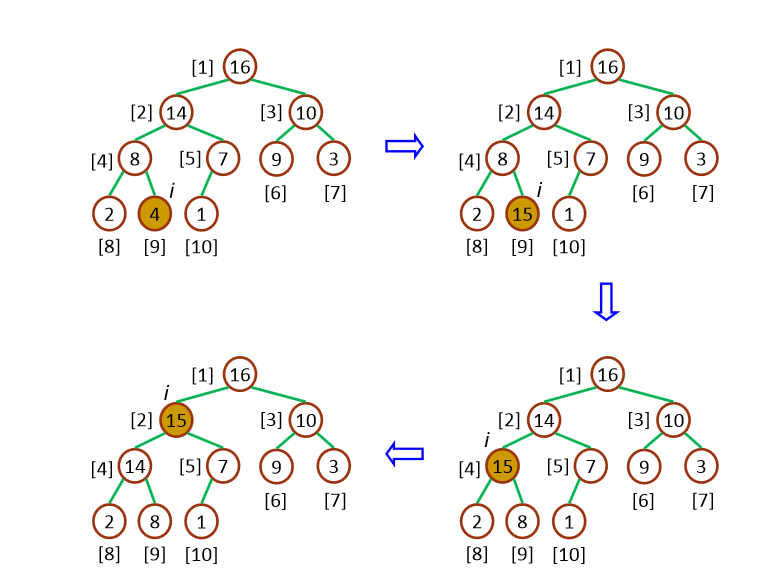 [1] 16 [1] 16
[2] 14 [3] 10 [2] 14 [3] 10
[4] 8 [5] 7 9 3 [4] 8 [5] 7 9 3
i [6] [7] i [6] [7]
2 4 1 2 15 1
[8] [9] [10] [8] [9] [10]
[1] 16 [1] 16
i
[2] 15 [3] 10 [2] 14 [3] 10
i
[4] 14 [5] 7 9 3 [4] 15 [5] 7 9 3
[6] [7] [6] [7]
2 8 1 2 8 1
[8] [9] [10] [8] [9] [10]